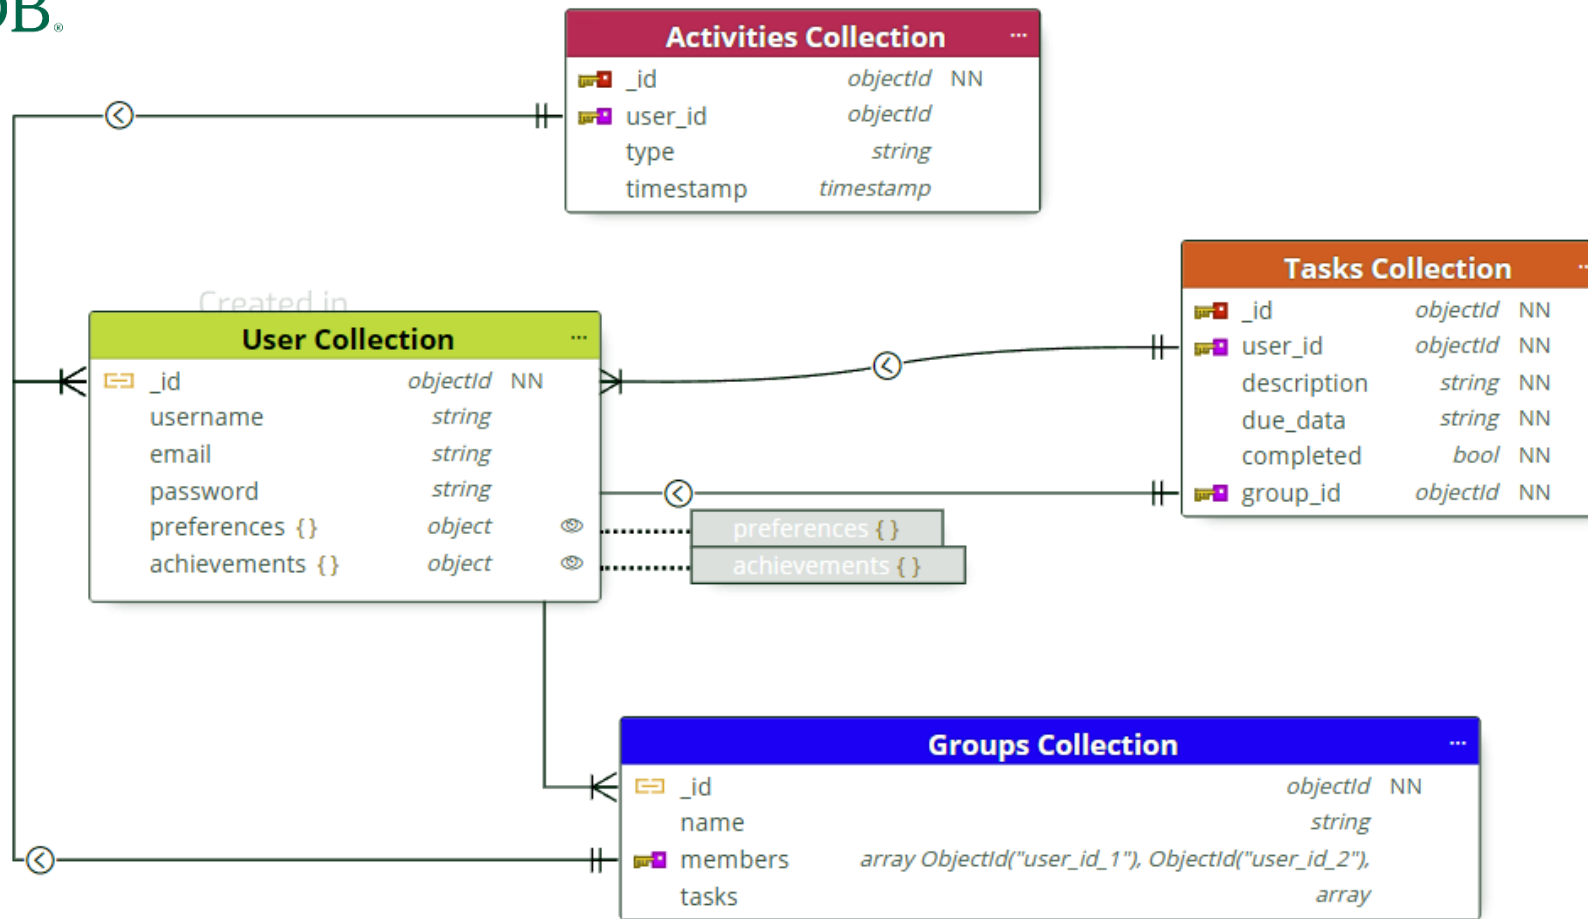 DB®
Activities Collection ...
_id objectId NN
user_id objectId
type string
timestamp timestamp
Tasks Collection
_id objectId NN
user_id objectId NN
description string NN
due_data string NN
completed bool NN
group_id objectId NN
Created in
User Collection ...
_id objectId NN
username string
email string
password string
preferences {} object
achievements {} object
preferences {}
achievements {}
Groups Collection ...
_id objectId NN
name string
members array ObjectId("user_id_1"), ObjectId("user_id_2"),
tasks array